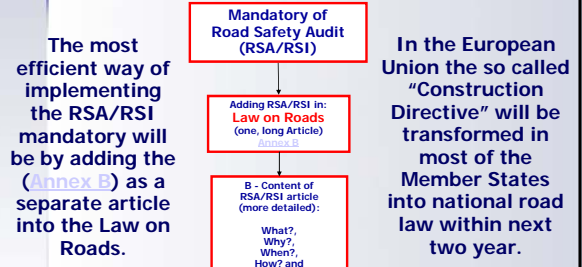 The most
efficient way of
implementing
the RSA/RSI
mandatory will
be by adding the
(Annex B) as a
separate article
into the Law on
Roads.
Mandatory of
Road Safety Audit
(RSA/RSI)
Adding RSA/RSI in:
Law on Roads
(one, long Article)
Annex B
B - Content of
RSA/RSI article
(more detailed):
What?,
Why?,
When?,
How? and
In the European
Union the so called
“Construction
Directive” will be
transformed in
most of the
Member States
into national road
law within next
two year.